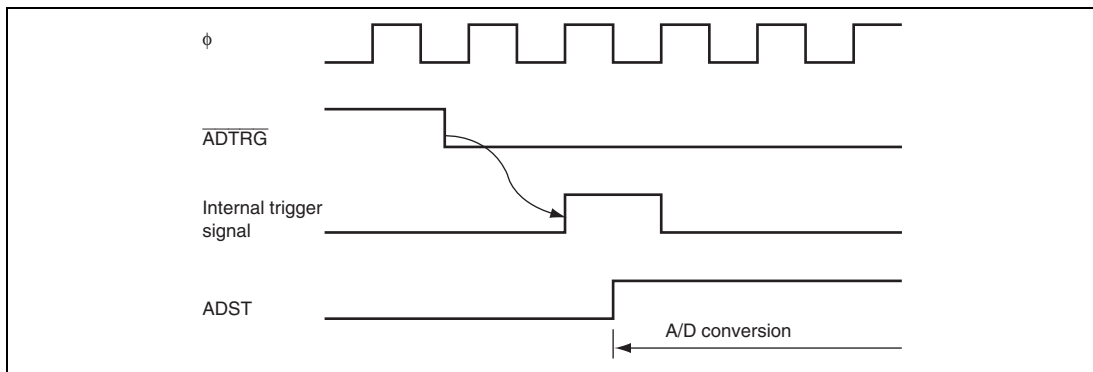 ϕ
ADTRG
Internal trigger
signal
ADST
A/D conversion